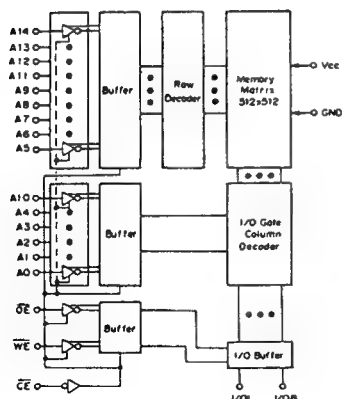 A14
A13
A12
A11
A9
A8
A7
A6
A5
Buffer
Row
Decoder
Memory
Matrix
512x512
Vcc
GND
A10
A4
A3
A2
A1
A0
Buffer
I/O Gate
Column
Decoder
OE
WE
CE
Buffer
I/O Buffer
I/O1
I/O8